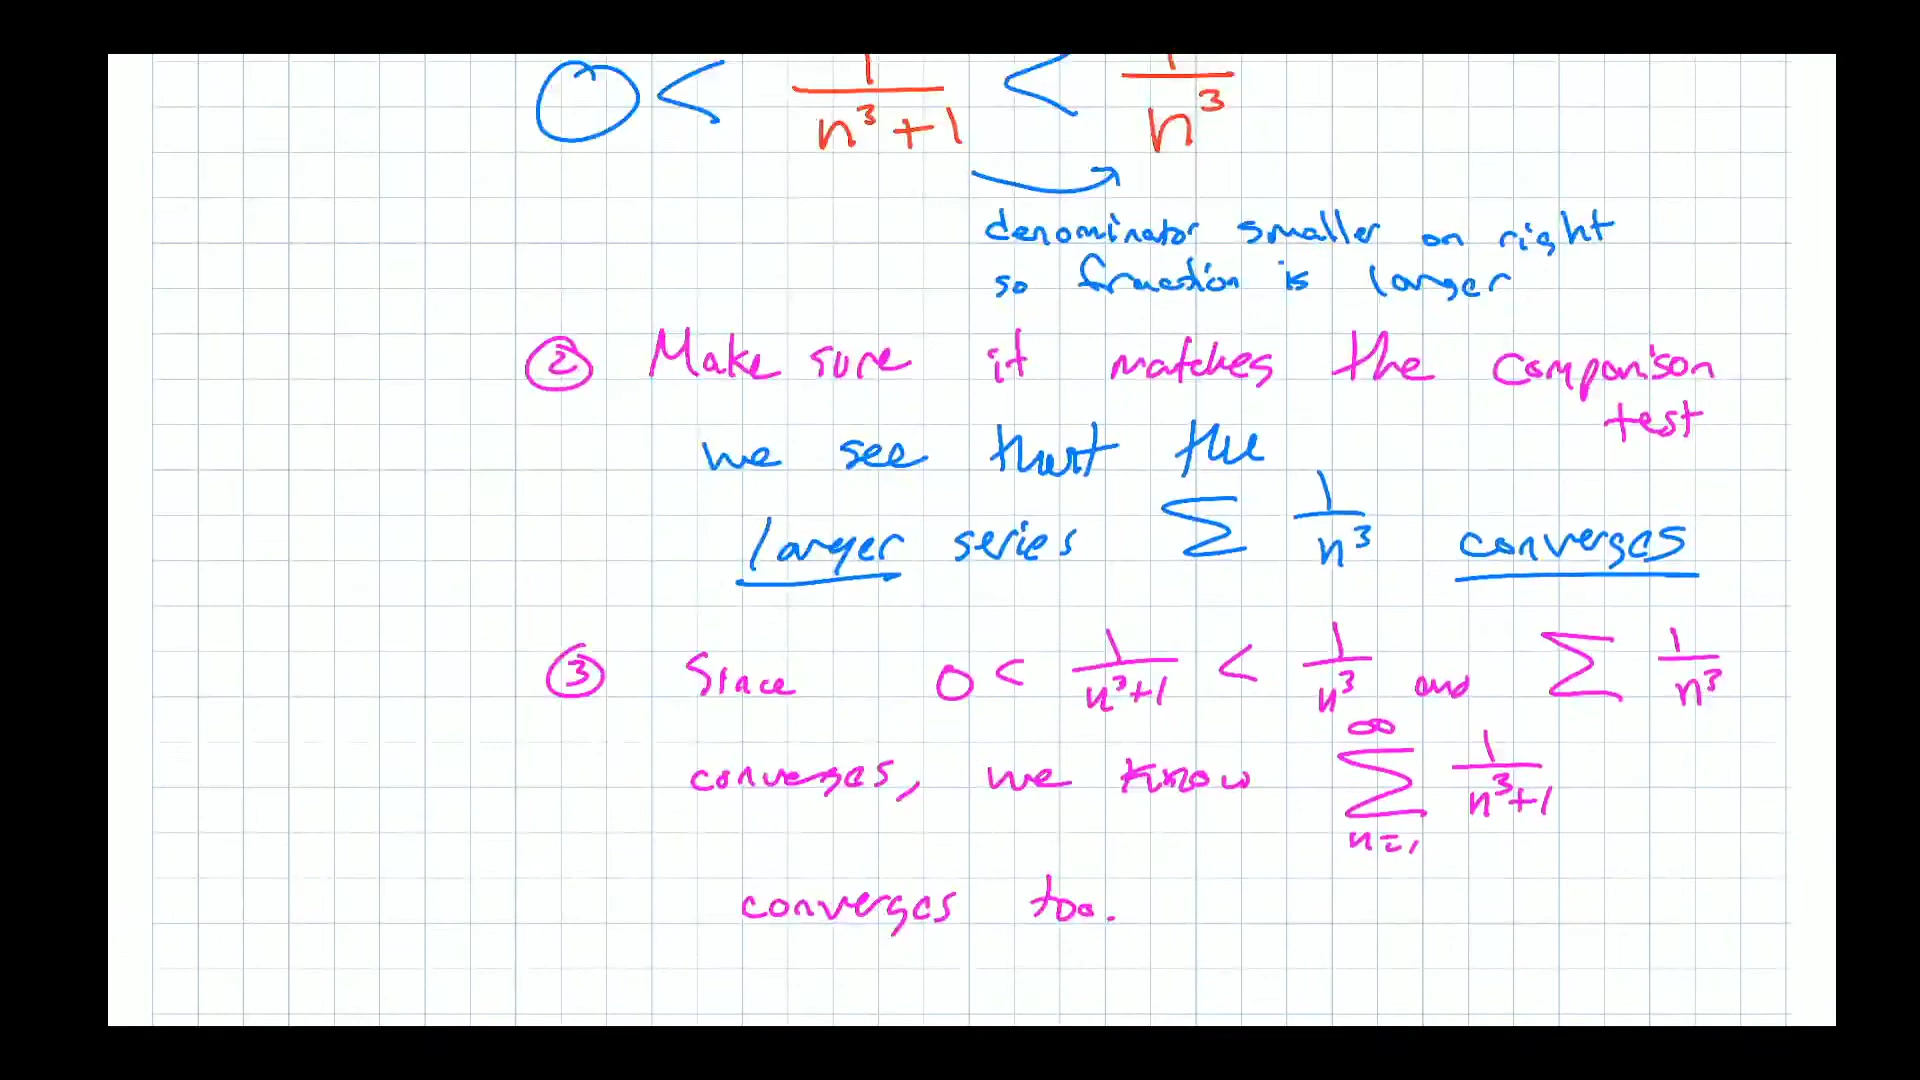 0 < 1/(n³+1) < 1/n³
denominator smaller on right
so fraction is larger
② Make sure it matches the comparison
test
we see that the
larger series ∑ 1/n³ converges
③ Since 0 < 1/(n³+1) < 1/n³ and ∑ 1/n³
converges, we know ∑_{n=1}^{∞} 1/(n³+1)
converges too.